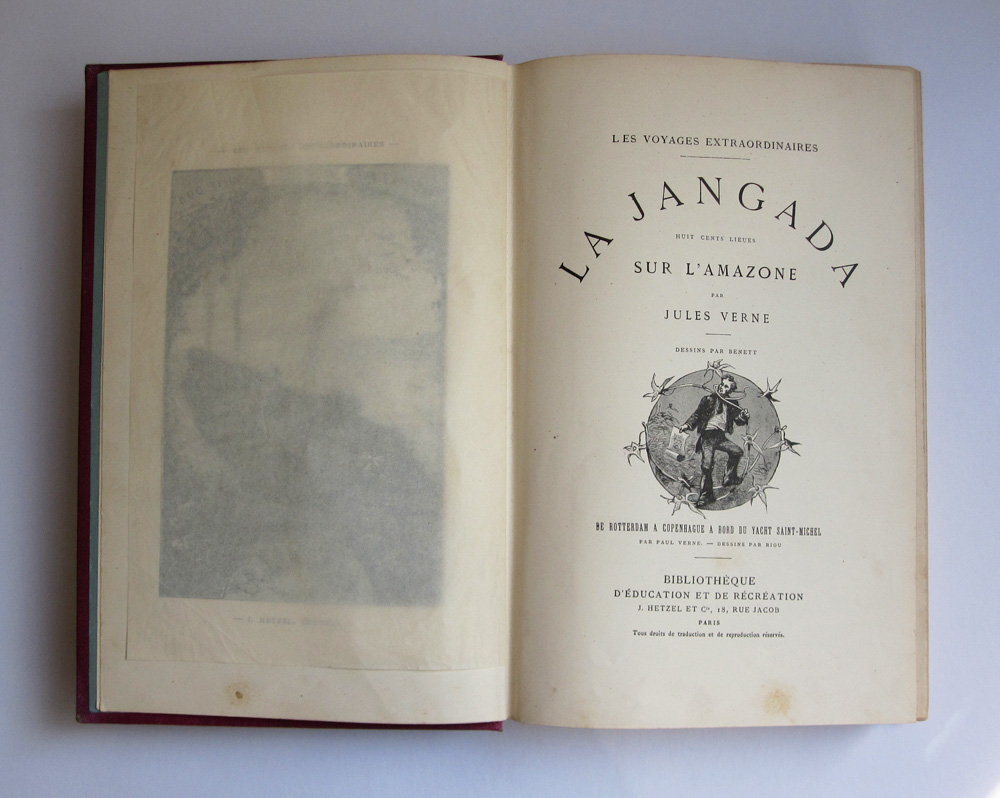 LES VOYAGES EXTRAORDINAIRES
LA JANGADA
HUIT CENTS LIEUES
SUR L'AMAZONE
PAR
JULES VERNE
DESSINS PAR BENETT
DE ROTTERDAM A COPENHAGUE A BORD DU YACHT SAINT-MICHEL
PAR PAUL VERNE. — DESSINS PAR RIOU
BIBLIOTHÈQUE
D'ÉDUCATION ET DE RÉCRÉATION
J. HETZEL ET Cie, 18, RUE JACOB
PARIS
Tous droits de traduction et de reproduction réservés.